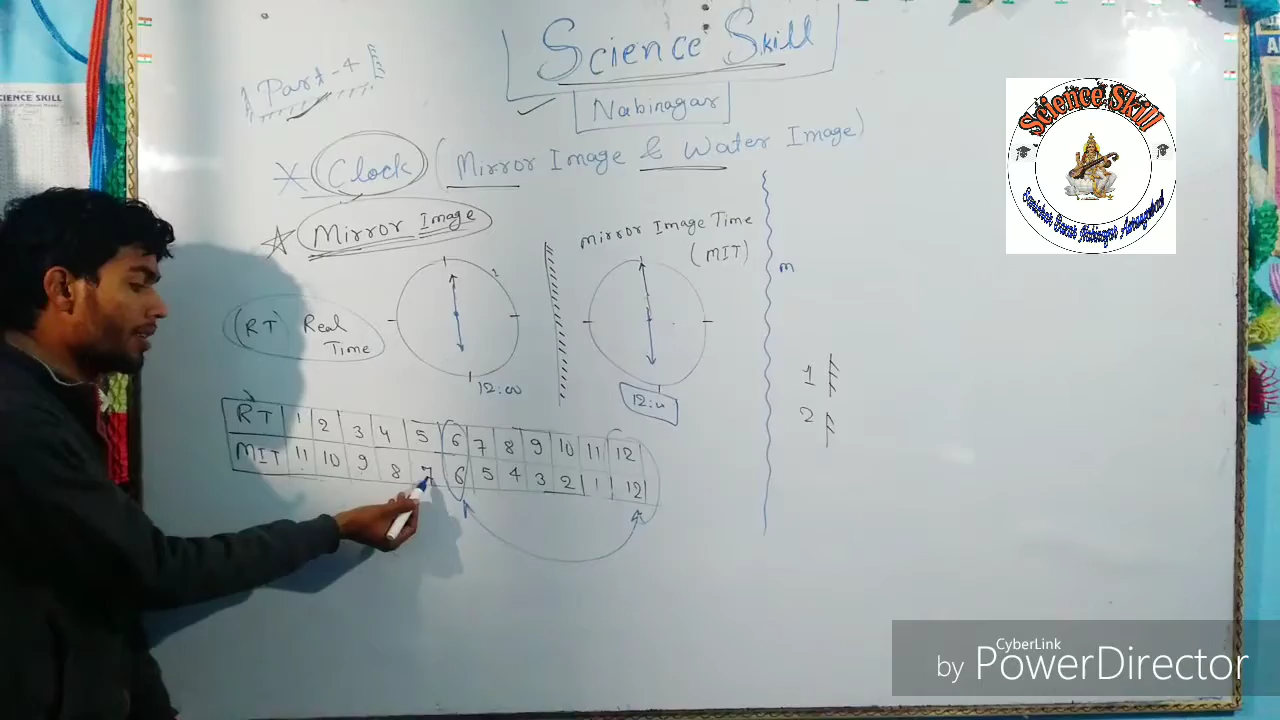 Science Skill
Part-4
Nabinagar
Clock (Mirror Image & Water Image)
Mirror Image
Mirror Image Time
(MIT)
(RT) Real
Time
12:00
12:00
m
1
2
RT 1 2 3 4 5 6 7 8 9 10 11 12
MIT 11 10 9 8 7 6 5 4 3 2 1 12
SCIENCE SKILL
Science Skill
CyberLink
by PowerDirector